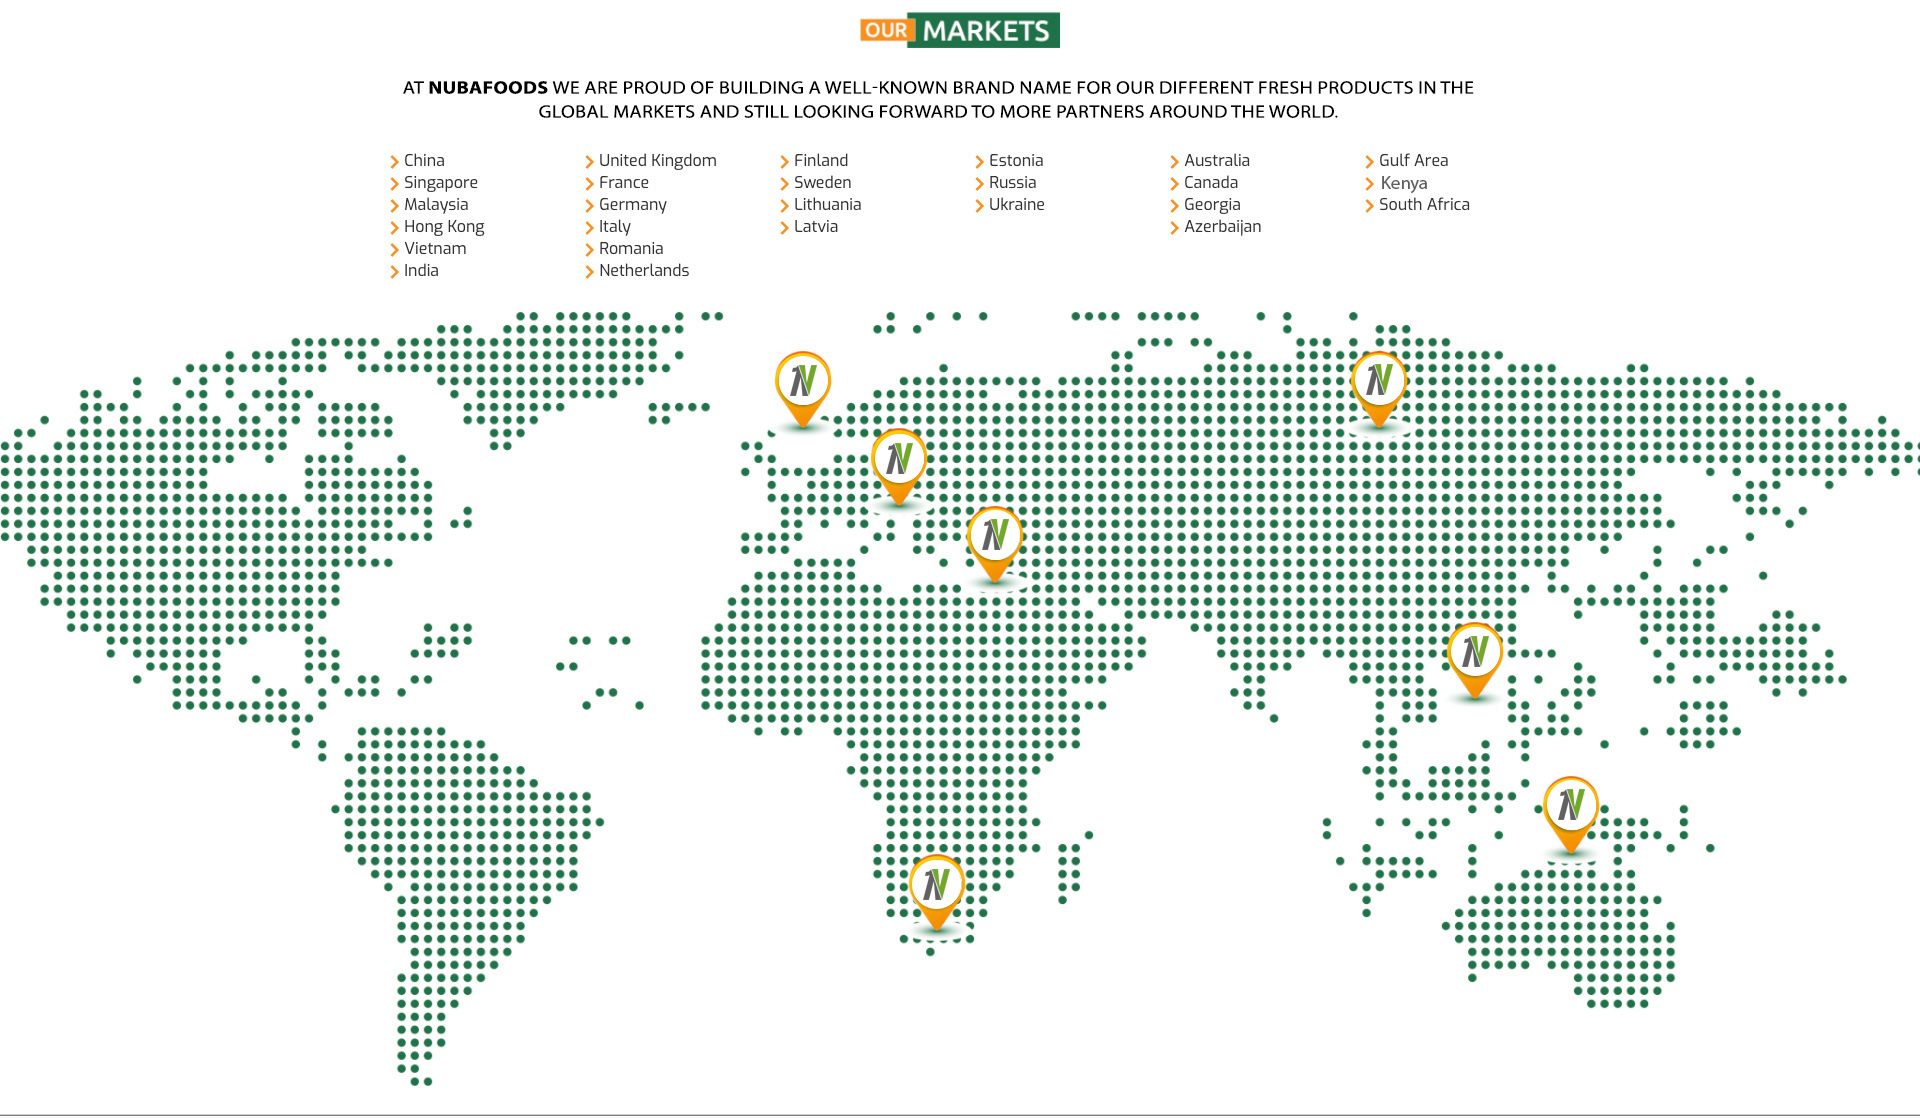 OUR MARKETS
AT NUBAFOODS WE ARE PROUD OF BUILDING A WELL-KNOWN BRAND NAME FOR OUR DIFFERENT FRESH PRODUCTS IN THE
GLOBAL MARKETS AND STILL LOOKING FORWARD TO MORE PARTNERS AROUND THE WORLD.
China
Singapore
Malaysia
Hong Kong
Vietnam
India
United Kingdom
France
Germany
Italy
Romania
Netherlands
Finland
Sweden
Lithuania
Latvia
Estonia
Russia
Ukraine
Australia
Canada
Georgia
Azerbaijan
Gulf Area
Kenya
South Africa